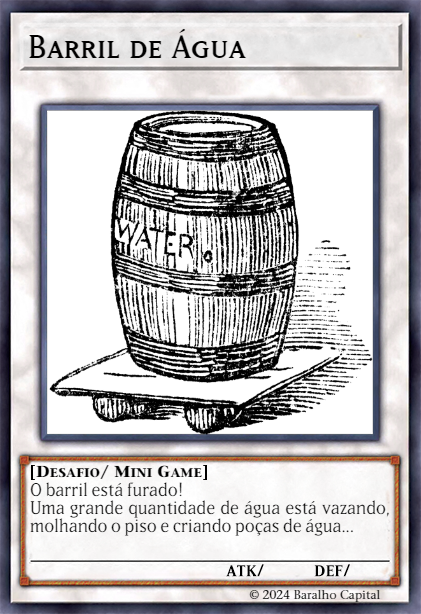 Barril de Água
WATER
[Desafio/ Mini Game]
O barril está furado!
Uma grande quantidade de água está vazando,
molhando o piso e criando poças de água...
ATK/ DEF/
© 2024 Baralho Capital